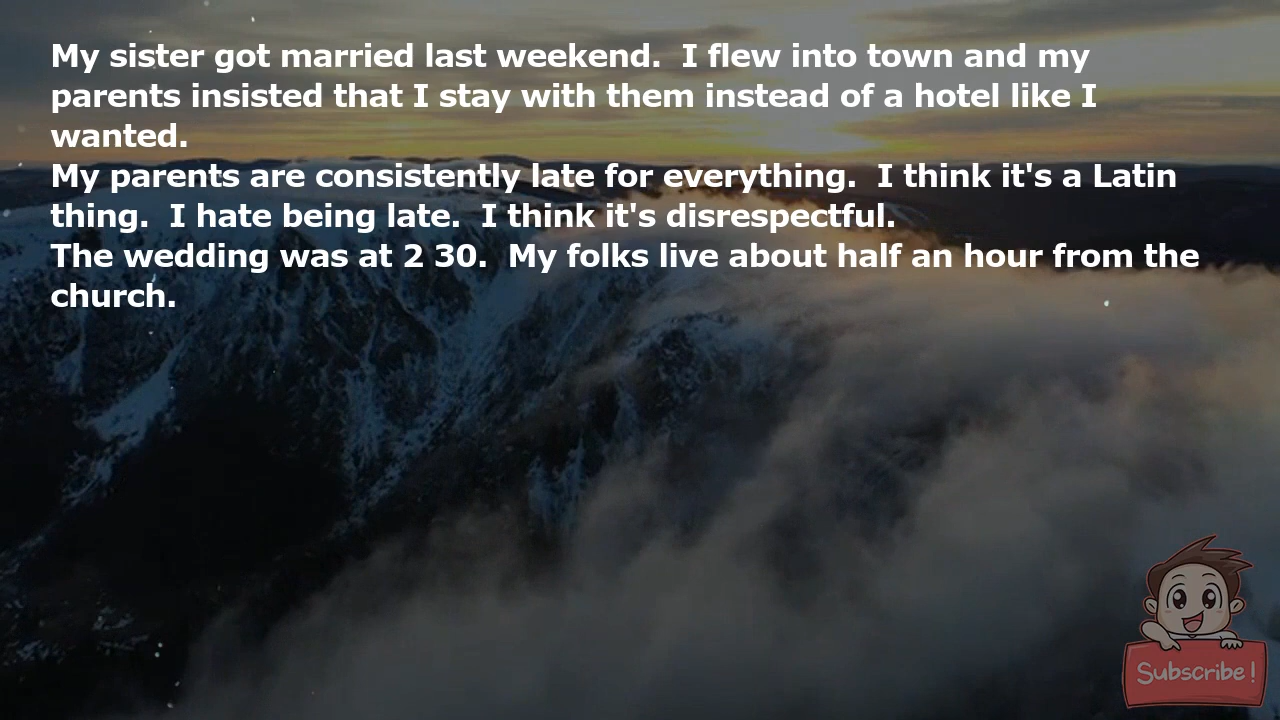 My sister got married last weekend.  I flew into town and my
parents insisted that I stay with them instead of a hotel like I
wanted.
My parents are consistently late for everything.  I think it's a Latin
thing.  I hate being late.  I think it's disrespectful.
The wedding was at 2 30.  My folks live about half an hour from the
church.
Subscribe!